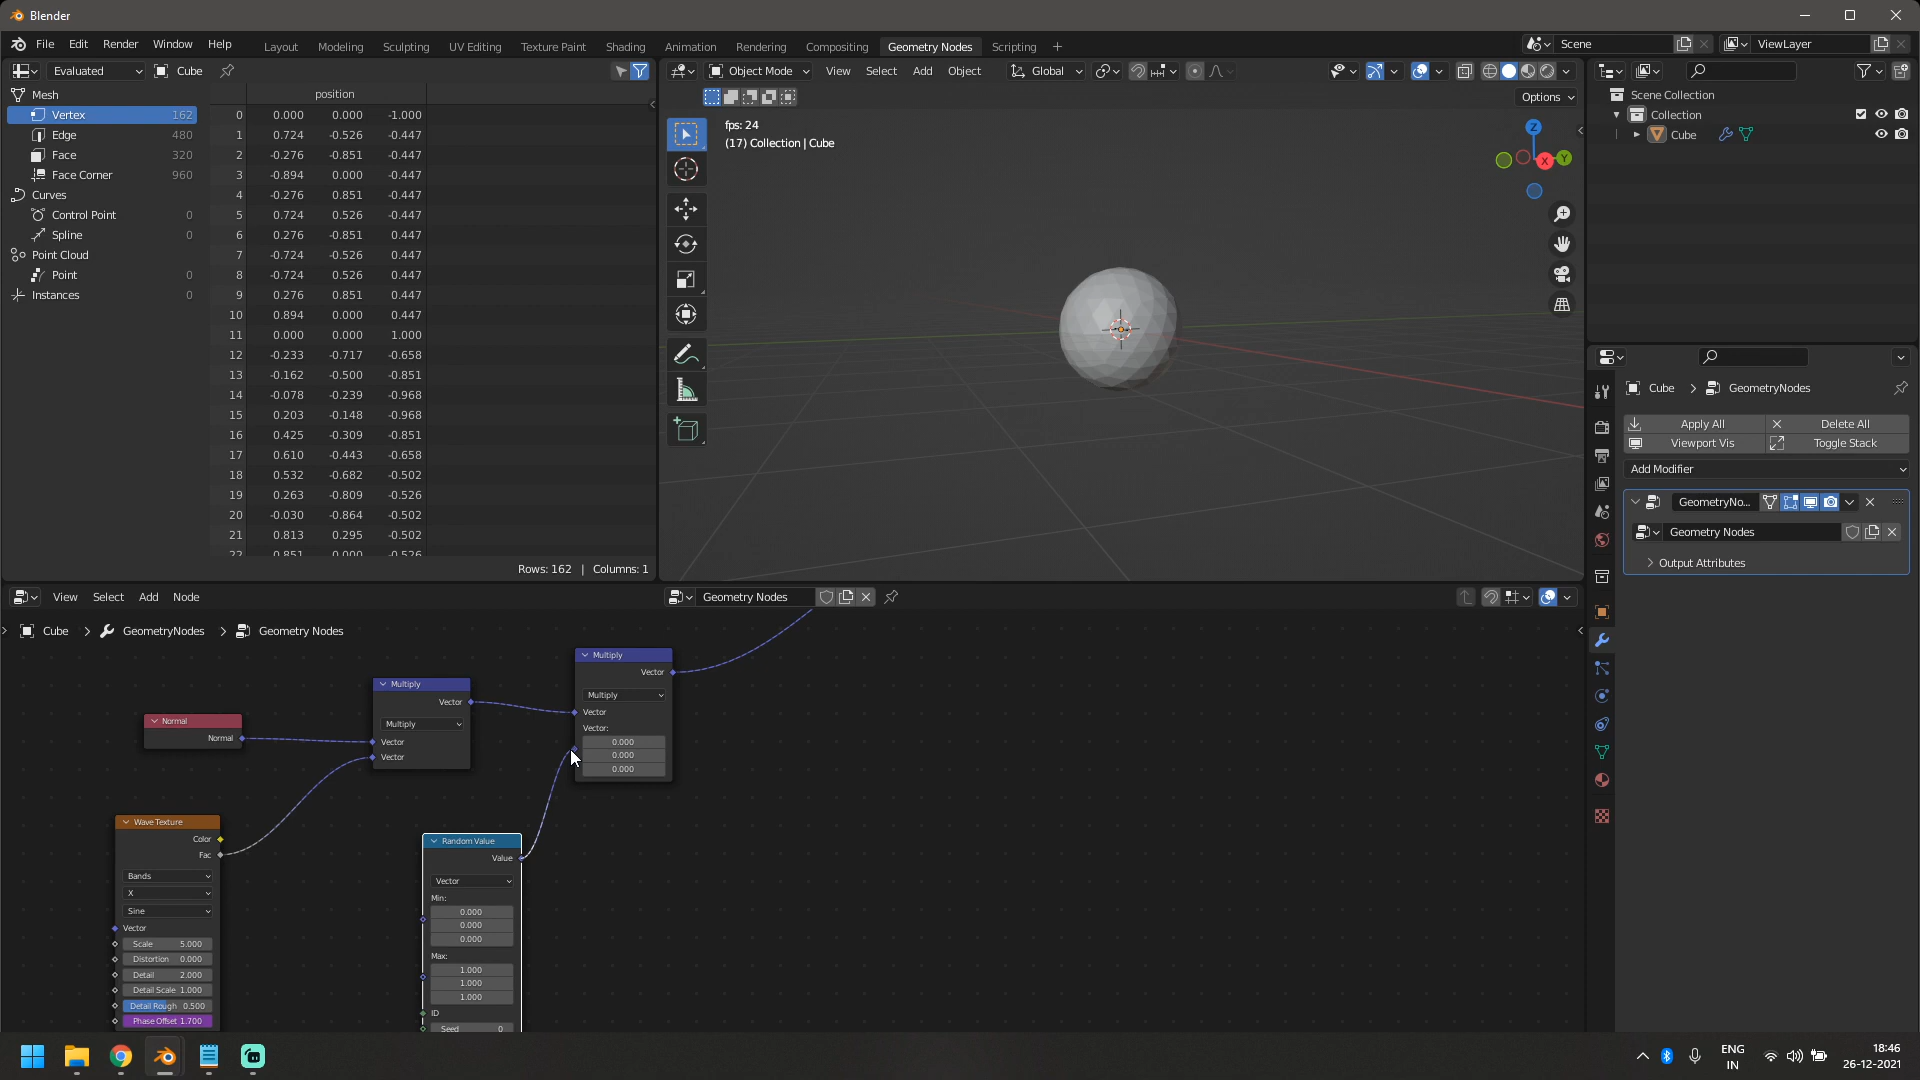 Blender
File Edit Render Window Help Layout Modeling Sculpting UV Editing Texture Paint Shading Animation Rendering Compositing Geometry Nodes Scripting + Scene ViewLayer
Evaluated Cube
Mesh
Vertex 162
Edge 480
Face 320
Face Corner 960
Curves
Control Point 0
Spline 0
Point Cloud
Point 0
Instances 0
position
0 0.000 0.000 -1.000
1 0.724 -0.526 -0.447
2 -0.276 -0.851 -0.447
3 -0.894 0.000 -0.447
4 -0.276 0.851 -0.447
5 0.724 0.526 -0.447
6 0.276 -0.851 0.447
7 -0.724 -0.526 0.447
8 -0.724 0.526 0.447
9 0.276 0.851 0.447
10 0.894 0.000 0.447
11 0.000 0.000 1.000
12 -0.233 -0.717 -0.658
13 -0.162 -0.500 -0.851
14 -0.078 -0.239 -0.968
15 0.203 -0.148 -0.968
16 0.425 -0.309 -0.851
17 0.610 -0.443 -0.658
18 0.532 -0.682 -0.502
19 0.263 -0.809 -0.526
20 -0.030 -0.864 -0.502
21 0.813 0.295 -0.502
22 0.851 0.000 -0.526
Rows: 162 | Columns: 1
Object Mode View Select Add Object Global
Options
fps: 24
(17) Collection | Cube
Z
X
Y
Scene Collection
Collection
Cube
Cube > GeometryNodes
Apply All Delete All
Viewport Vis Toggle Stack
Add Modifier
GeometryNo...
Geometry Nodes
Output Attributes
View Select Add Node Geometry Nodes
Cube > GeometryNodes > Geometry Nodes
Normal
Normal
Multiply
Vector
Multiply
Vector
Vector
Multiply
Vector
Multiply
Vector
Vector:
0.000
0.000
0.000
Wave Texture
Color
Fac
Bands
X
Sine
Vector
Scale 5.000
Distortion 0.000
Detail 2.000
Detail Scale 1.000
Detail Rough 0.500
Phase Offset 1.700
Random Value
Value
Vector
Min:
0.000
0.000
0.000
Max:
1.000
1.000
1.000
ID
Seed 0
ENG
IN
18:46
26-12-2021